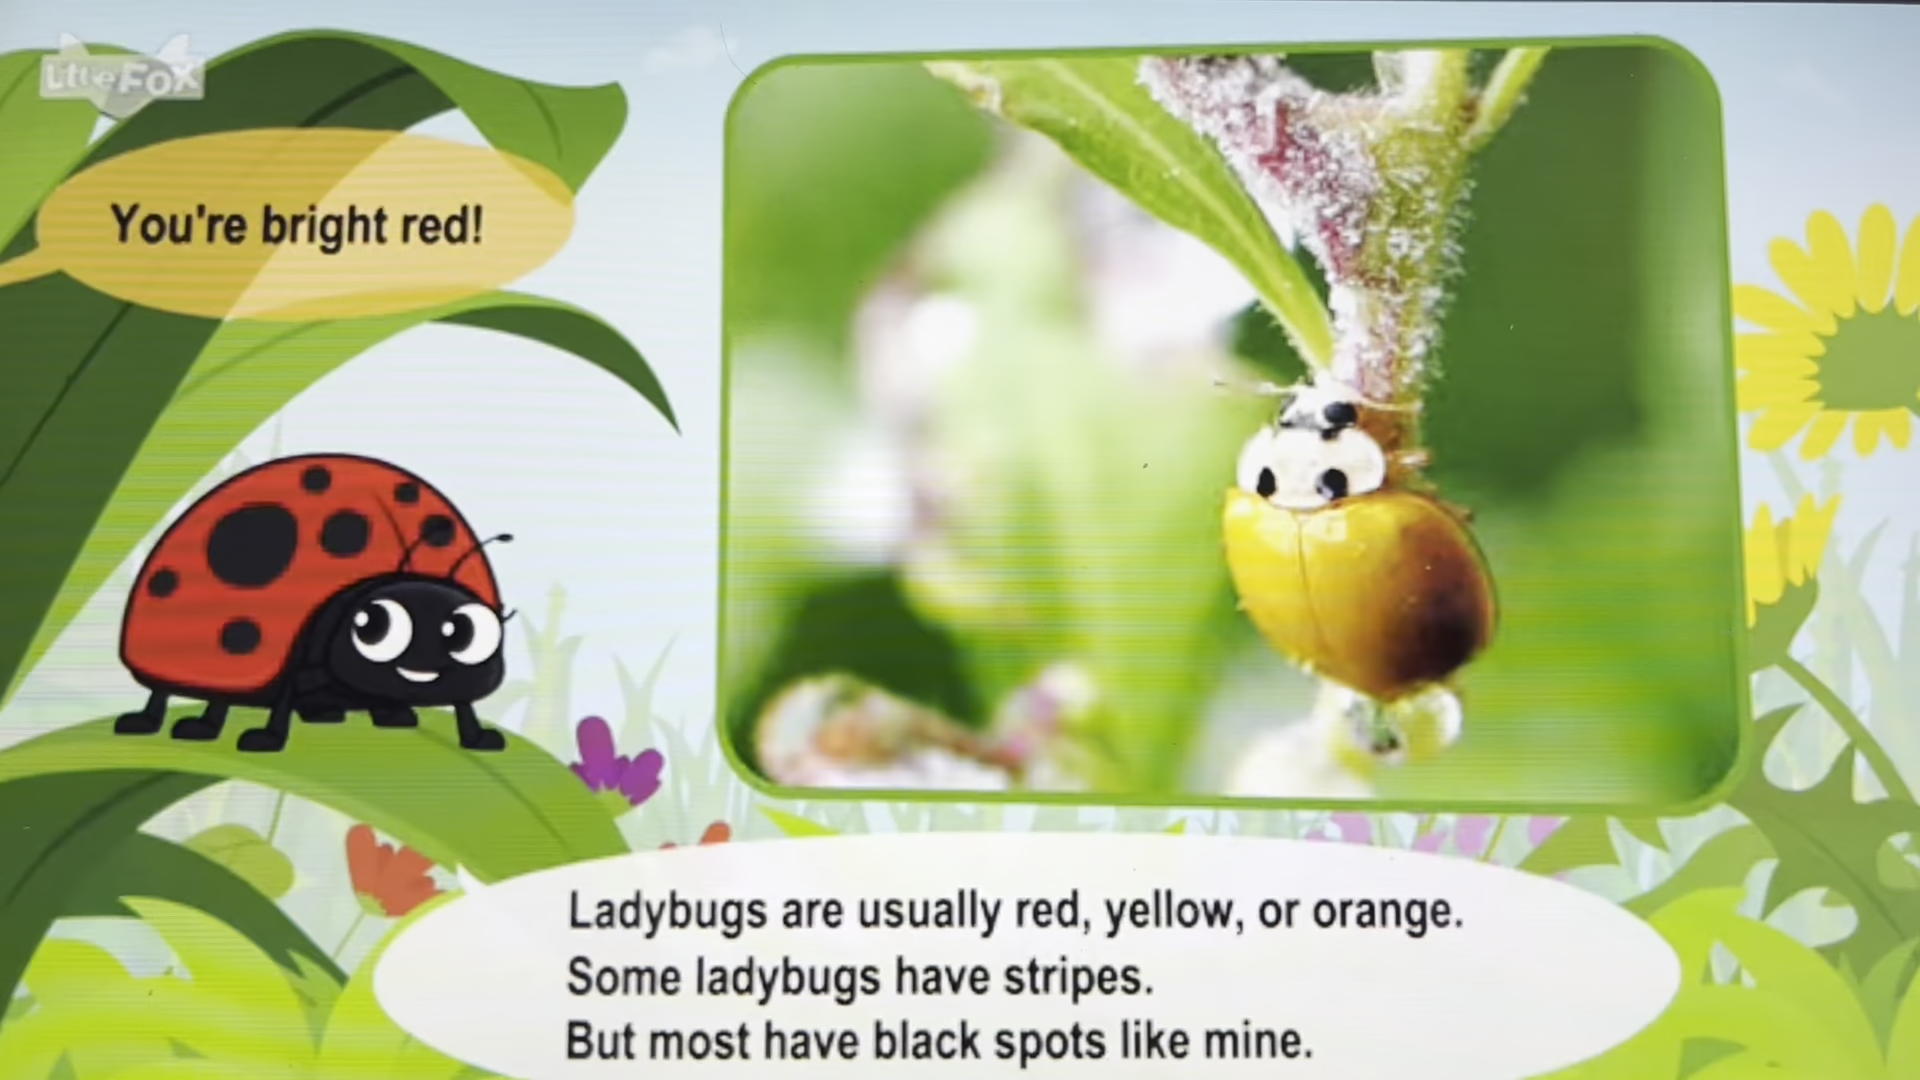 Little Fox
You're bright red!
Ladybugs are usually red, yellow, or orange.
Some ladybugs have stripes.
But most have black spots like mine.